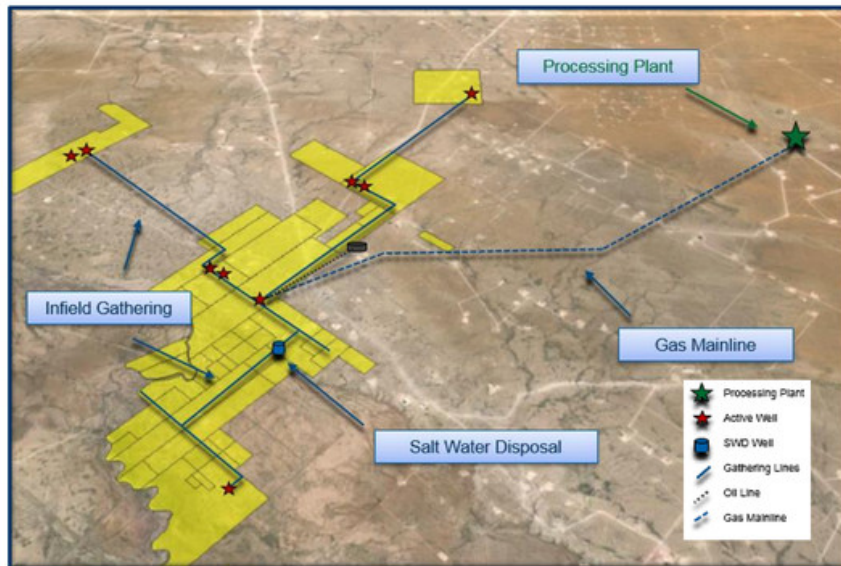 Processing Plant
Infield Gathering
Gas Mainline
Salt Water Disposal
Processing Plant
Active Well
SWD Well
Gathering Lines
Oil Line
Gas Mainline